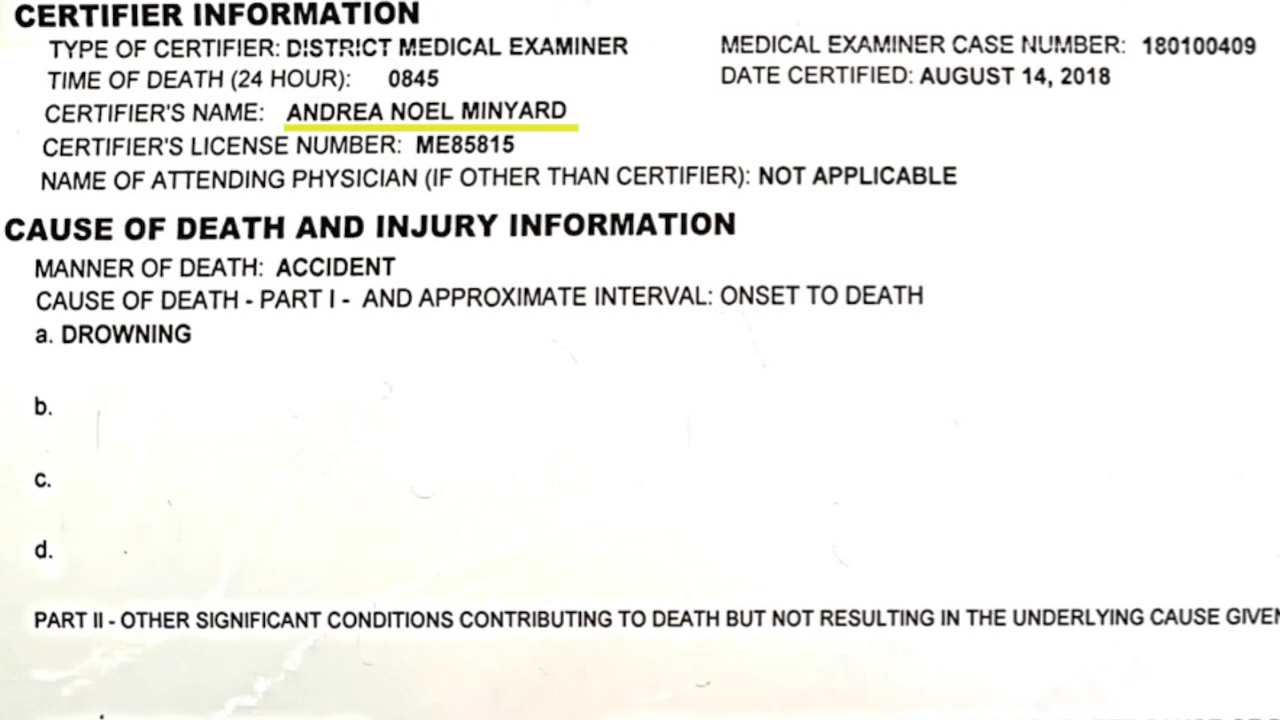 CERTIFIER INFORMATION
TYPE OF CERTIFIER: DISTRICT MEDICAL EXAMINER MEDICAL EXAMINER CASE NUMBER: 180100409
TIME OF DEATH (24 HOUR): 0845 DATE CERTIFIED: AUGUST 14, 2018
CERTIFIER'S NAME: ANDREA NOEL MINYARD
CERTIFIER'S LICENSE NUMBER: ME85815
NAME OF ATTENDING PHYSICIAN (IF OTHER THAN CERTIFIER): NOT APPLICABLE
CAUSE OF DEATH AND INJURY INFORMATION
MANNER OF DEATH: ACCIDENT
CAUSE OF DEATH - PART I - AND APPROXIMATE INTERVAL: ONSET TO DEATH
a. DROWNING
b.
c.
d.
PART II - OTHER SIGNIFICANT CONDITIONS CONTRIBUTING TO DEATH BUT NOT RESULTING IN THE UNDERLYING CAUSE GIVEN